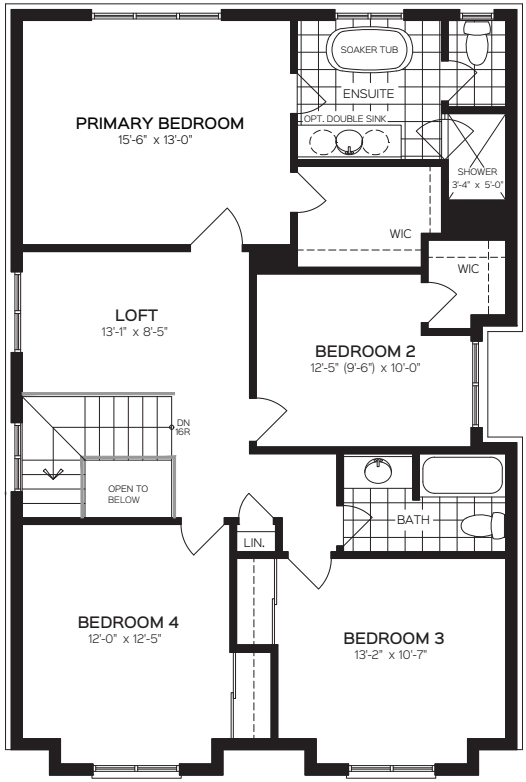 SOAKER TUB
ENSUITE
OPT. DOUBLE SINK
PRIMARY BEDROOM
15'-6" x 13'-0"
SHOWER
3'-4" x 5'-0"
WIC
WIC
LOFT
13'-1" x 8'-5"
BEDROOM 2
12'-5" (9'-6") x 10'-0"
DN
16R
OPEN TO
BELOW
BATH
LIN.
BEDROOM 4
12'-0" x 12'-5"
BEDROOM 3
13'-2" x 10'-7"